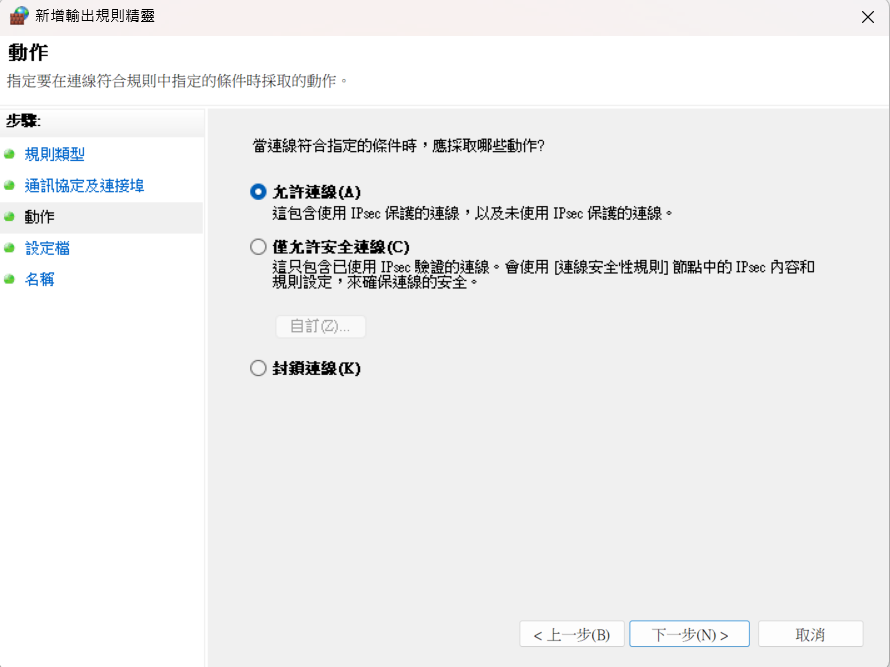 新增輸出規則精靈
動作
指定要在連線符合規則中指定的條件時採取的動作。
步驟:
規則類型
通訊協定及連接埠
動作
設定檔
名稱
當連線符合指定的條件時，應採取哪些動作?
允許連線(A)
這包含使用 IPsec 保護的連線，以及未使用 IPsec 保護的連線。
僅允許安全連線(C)
這只包含已使用 IPsec 驗證的連線。會使用 [連線安全性規則] 節點中的 IPsec 內容和
規則設定，來確保連線的安全。
自訂(Z)...
封鎖連線(K)
< 上一步(B)
下一步(N) >
取消